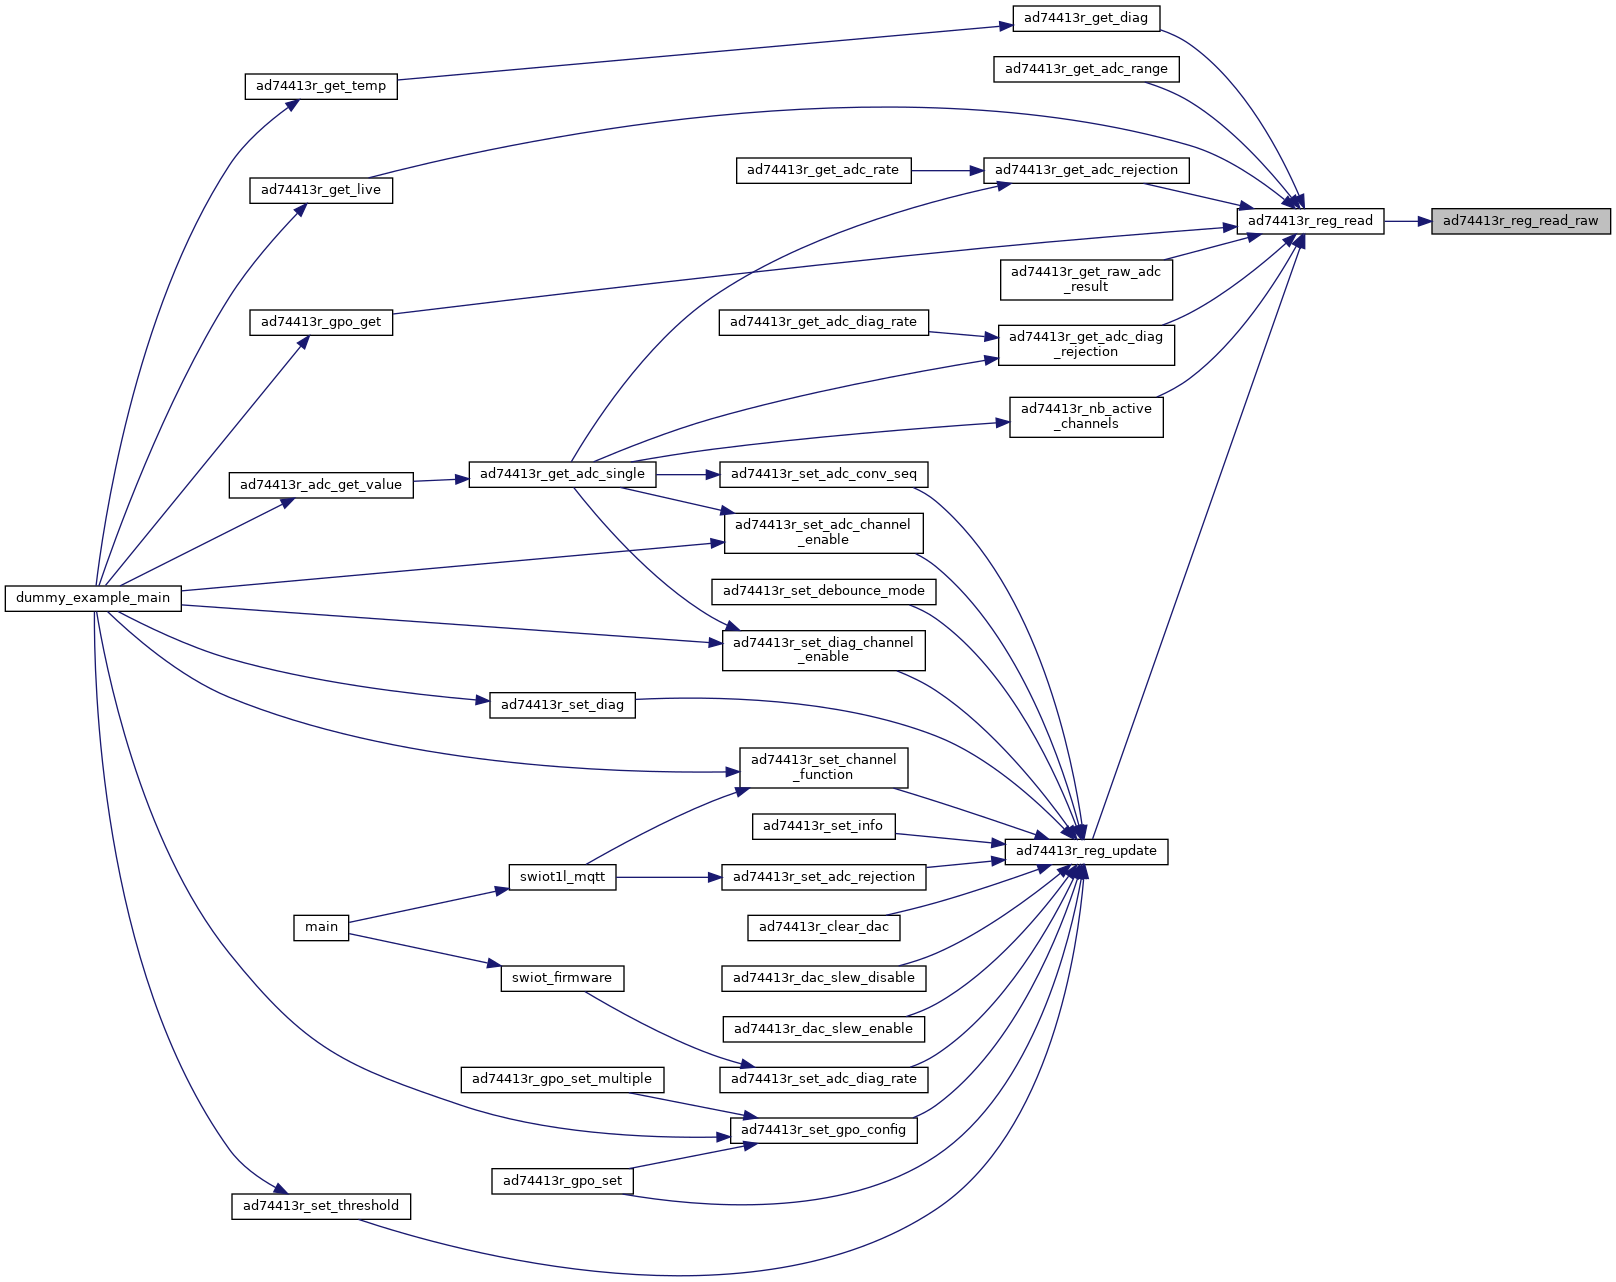 ad74413r_get_diag
ad74413r_get_adc_range
ad74413r_get_temp
ad74413r_get_adc_rate
ad74413r_get_adc_rejection
ad74413r_get_live
ad74413r_reg_read
ad74413r_reg_read_raw
ad74413r_get_raw_adc
_result
ad74413r_gpo_get
ad74413r_get_adc_diag_rate
ad74413r_get_adc_diag
_rejection
ad74413r_nb_active
_channels
ad74413r_get_adc_single
ad74413r_set_adc_conv_seq
ad74413r_adc_get_value
ad74413r_set_adc_channel
_enable
ad74413r_set_debounce_mode
dummy_example_main
ad74413r_set_diag_channel
_enable
ad74413r_set_diag
ad74413r_set_channel
_function
ad74413r_set_info
ad74413r_reg_update
swiot1l_mqtt
ad74413r_set_adc_rejection
main
ad74413r_clear_dac
swiot_firmware
ad74413r_dac_slew_disable
ad74413r_dac_slew_enable
ad74413r_gpo_set_multiple
ad74413r_set_adc_diag_rate
ad74413r_set_gpo_config
ad74413r_gpo_set
ad74413r_set_threshold